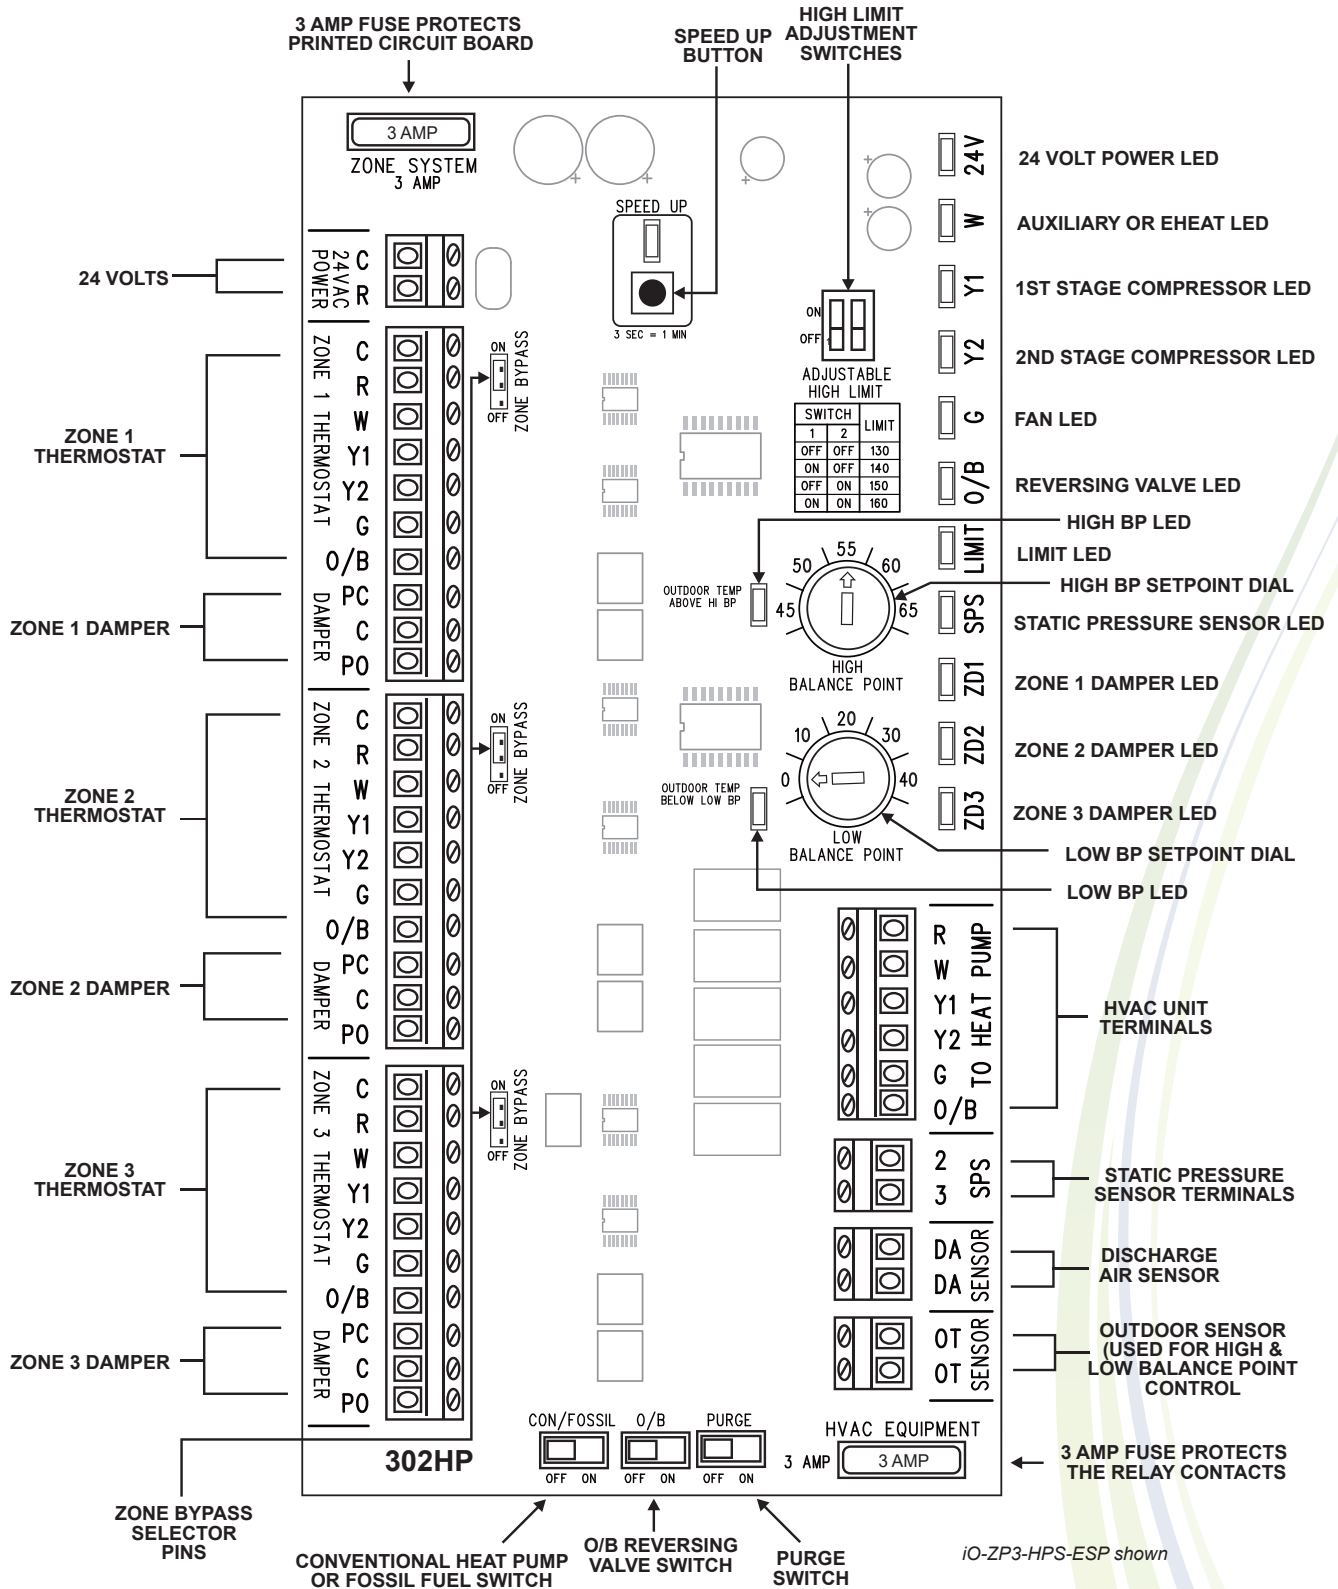 3 AMP FUSE PROTECTS
PRINTED CIRCUIT BOARD
SPEED UP
BUTTON
HIGH LIMIT
ADJUSTMENT
SWITCHES
3 AMP
ZONE SYSTEM
3 AMP
SPEED UP
3 SEC = 1 MIN
24 VOLTS
24VAC
POWER
C
R
ZONE 1
THERMOSTAT
ZONE 1 THERMOSTAT
C
R
W
Y1
Y2
G
O/B
ON
OFF
ZONE BYPASS
ZONE 1 DAMPER
DAMPER
PC
C
PO
ZONE 2
THERMOSTAT
ZONE 2 THERMOSTAT
C
R
W
Y1
Y2
G
O/B
ON
OFF
ZONE BYPASS
ZONE 2 DAMPER
DAMPER
PC
C
PO
ZONE 3
THERMOSTAT
ZONE 3 THERMOSTAT
C
R
W
Y1
Y2
G
O/B
ON
OFF
ZONE BYPASS
ZONE 3 DAMPER
DAMPER
PC
C
PO
ON
OFF
1
ADJUSTABLE
HIGH LIMIT
SWITCH LIMIT
1 2
OFF OFF 130
ON OFF 140
OFF ON 150
ON ON 160
OUTDOOR TEMP
ABOVE HI BP
45 50 55 60 65
HIGH
BALANCE POINT
OUTDOOR TEMP
BELOW LOW BP
0 10 20 30 40
LOW
BALANCE POINT
24V
24 VOLT POWER LED
W
AUXILIARY OR EHEAT LED
Y1
1ST STAGE COMPRESSOR LED
Y2
2ND STAGE COMPRESSOR LED
G
FAN LED
O/B
REVERSING VALVE LED
HIGH BP LED
LIMIT
LIMIT LED
HIGH BP SETPOINT DIAL
SPS
STATIC PRESSURE SENSOR LED
ZD1
ZONE 1 DAMPER LED
ZD2
ZONE 2 DAMPER LED
ZD3
ZONE 3 DAMPER LED
LOW BP SETPOINT DIAL
LOW BP LED
R
W
Y1
Y2
G
O/B
TO HEAT PUMP
HVAC UNIT
TERMINALS
2
3
SPS
STATIC PRESSURE
SENSOR TERMINALS
DA
DA
SENSOR
DISCHARGE
AIR SENSOR
OT
OT
SENSOR
OUTDOOR SENSOR
(USED FOR HIGH &
LOW BALANCE POINT
CONTROL
302HP
CON/FOSSIL
OFF ON
O/B
OFF ON
PURGE
OFF ON
HVAC EQUIPMENT
3 AMP
3 AMP
3 AMP FUSE PROTECTS
THE RELAY CONTACTS
ZONE BYPASS
SELECTOR
PINS
CONVENTIONAL HEAT PUMP
OR FOSSIL FUEL SWITCH
O/B REVERSING
VALVE SWITCH
PURGE
SWITCH
iO-ZP3-HPS-ESP shown